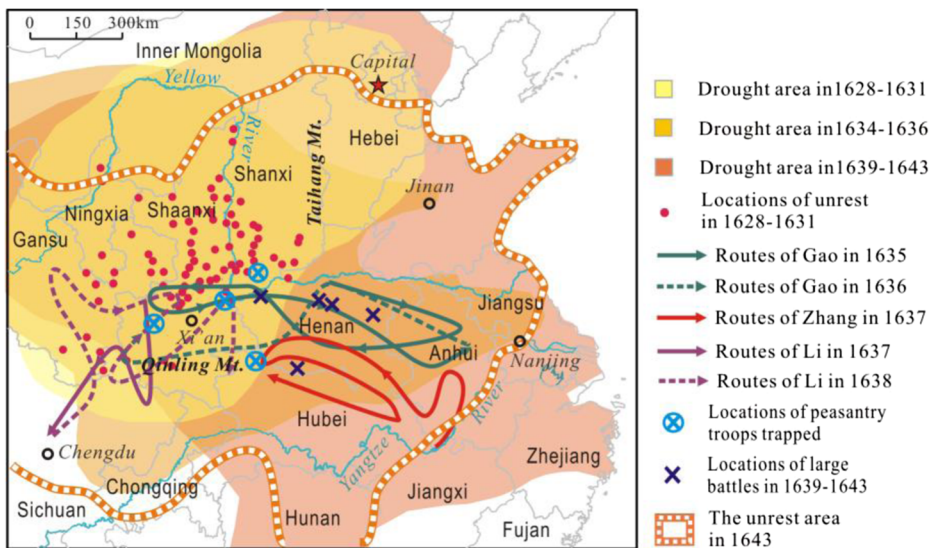 0 150 300km
Inner Mongolia
Capital
Yellow
River
Hebei
Taihang Mt.
Shanxi
Jinan
Ningxia
Shaanxi
Gansu
Jiangsu
Henan
Xi'an
Anhui
Nanjing
Qinling Mt.
Hubei
River
Chengdu
Yangtze
Zhejiang
Chongqing
Jiangxi
Sichuan
Hunan
Fujan
Drought area in1628-1631
Drought area in1634-1636
Drought area in1639-1643
Locations of unrest
in 1628-1631
Routes of Gao in 1635
Routes of Gao in 1636
Routes of Zhang in 1637
Routes of Li in 1637
Routes of Li in 1638
Locations of peasantry
troops trapped
Locations of large
battles in 1639-1643
The unrest area
in 1643